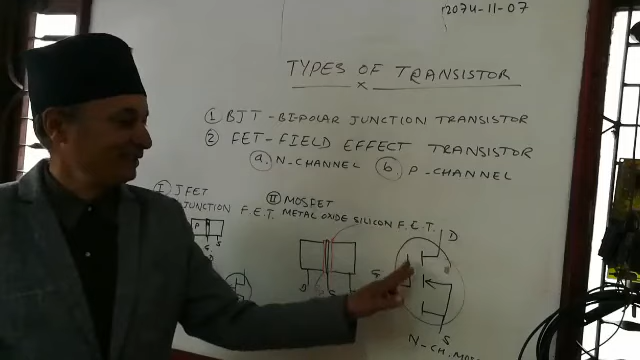 2074-11-07
TYPES OF TRANSISTOR
x
① BJT - BI-POLAR JUNCTION TRANSISTOR
② FET - FIELD EFFECT TRANSISTOR
ⓐ N-CHANNEL ⓑ P-CHANNEL
Ⓘ JFET
JUNCTION F.E.T.
Ⓘ︎Ⓘ MOSFET
METAL OXIDE SILICON F.E.T.
P
G S
D
D
G
D
S
N-CH.